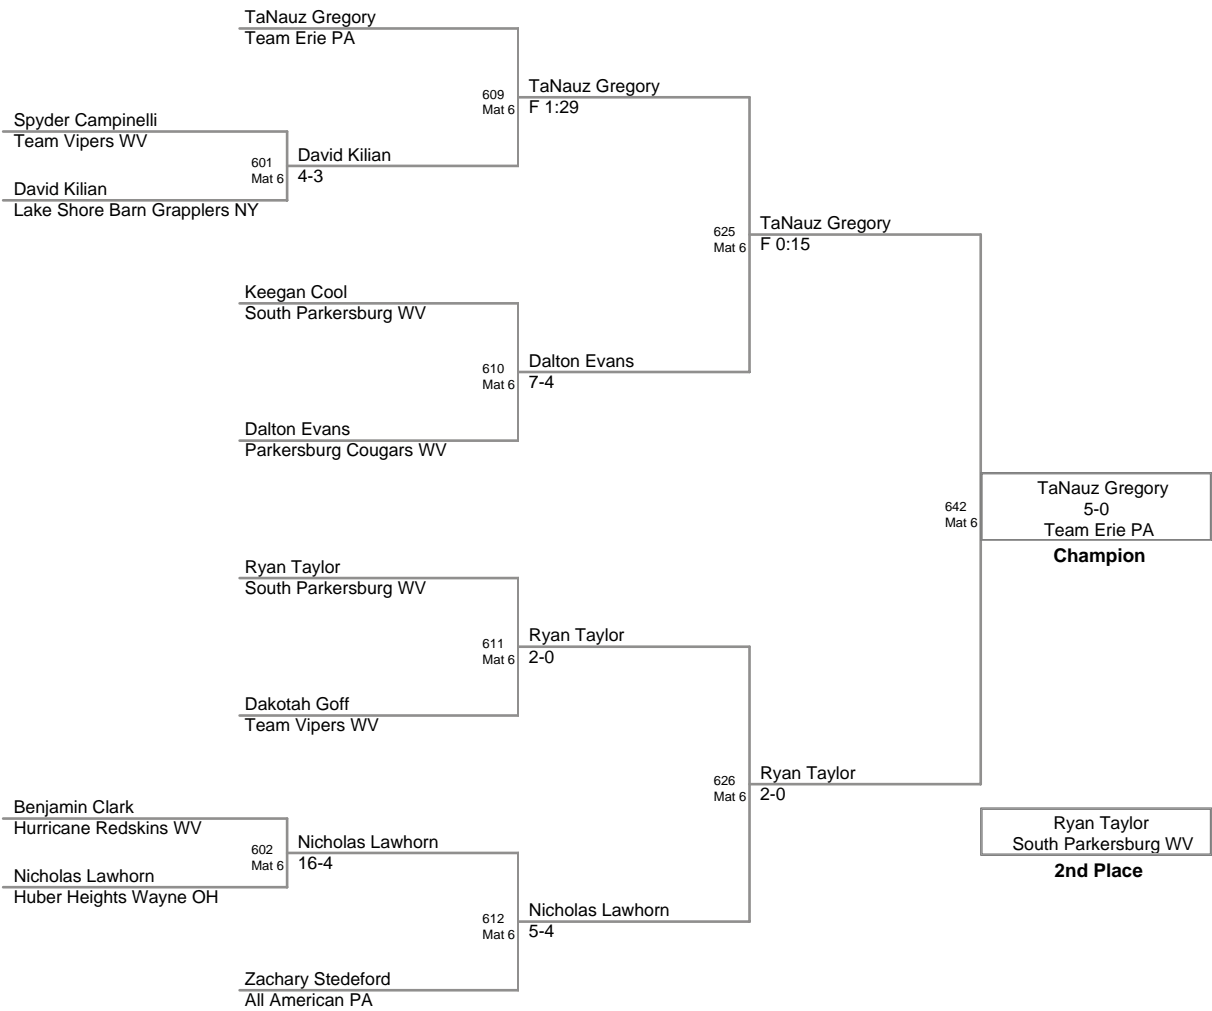 TaNauz Gregory
Team Erie PA
609
Mat 6
TaNauz Gregory
F 1:29
Spyder Campinelli
Team Vipers WV
601
Mat 6
David Kilian
4-3
David Kilian
Lake Shore Barn Grapplers NY
625
Mat 6
TaNauz Gregory
F 0:15
Keegan Cool
South Parkersburg WV
610
Mat 6
Dalton Evans
7-4
Dalton Evans
Parkersburg Cougars WV
642
Mat 6
TaNauz Gregory
5-0
Team Erie PA
Champion
Ryan Taylor
South Parkersburg WV
611
Mat 6
Ryan Taylor
2-0
Dakotah Goff
Team Vipers WV
626
Mat 6
Ryan Taylor
2-0
Benjamin Clark
Hurricane Redskins WV
602
Mat 6
Nicholas Lawhorn
16-4
Nicholas Lawhorn
Huber Heights Wayne OH
612
Mat 6
Nicholas Lawhorn
5-4
Zachary Stedeford
All American PA
Ryan Taylor
South Parkersburg WV
2nd Place